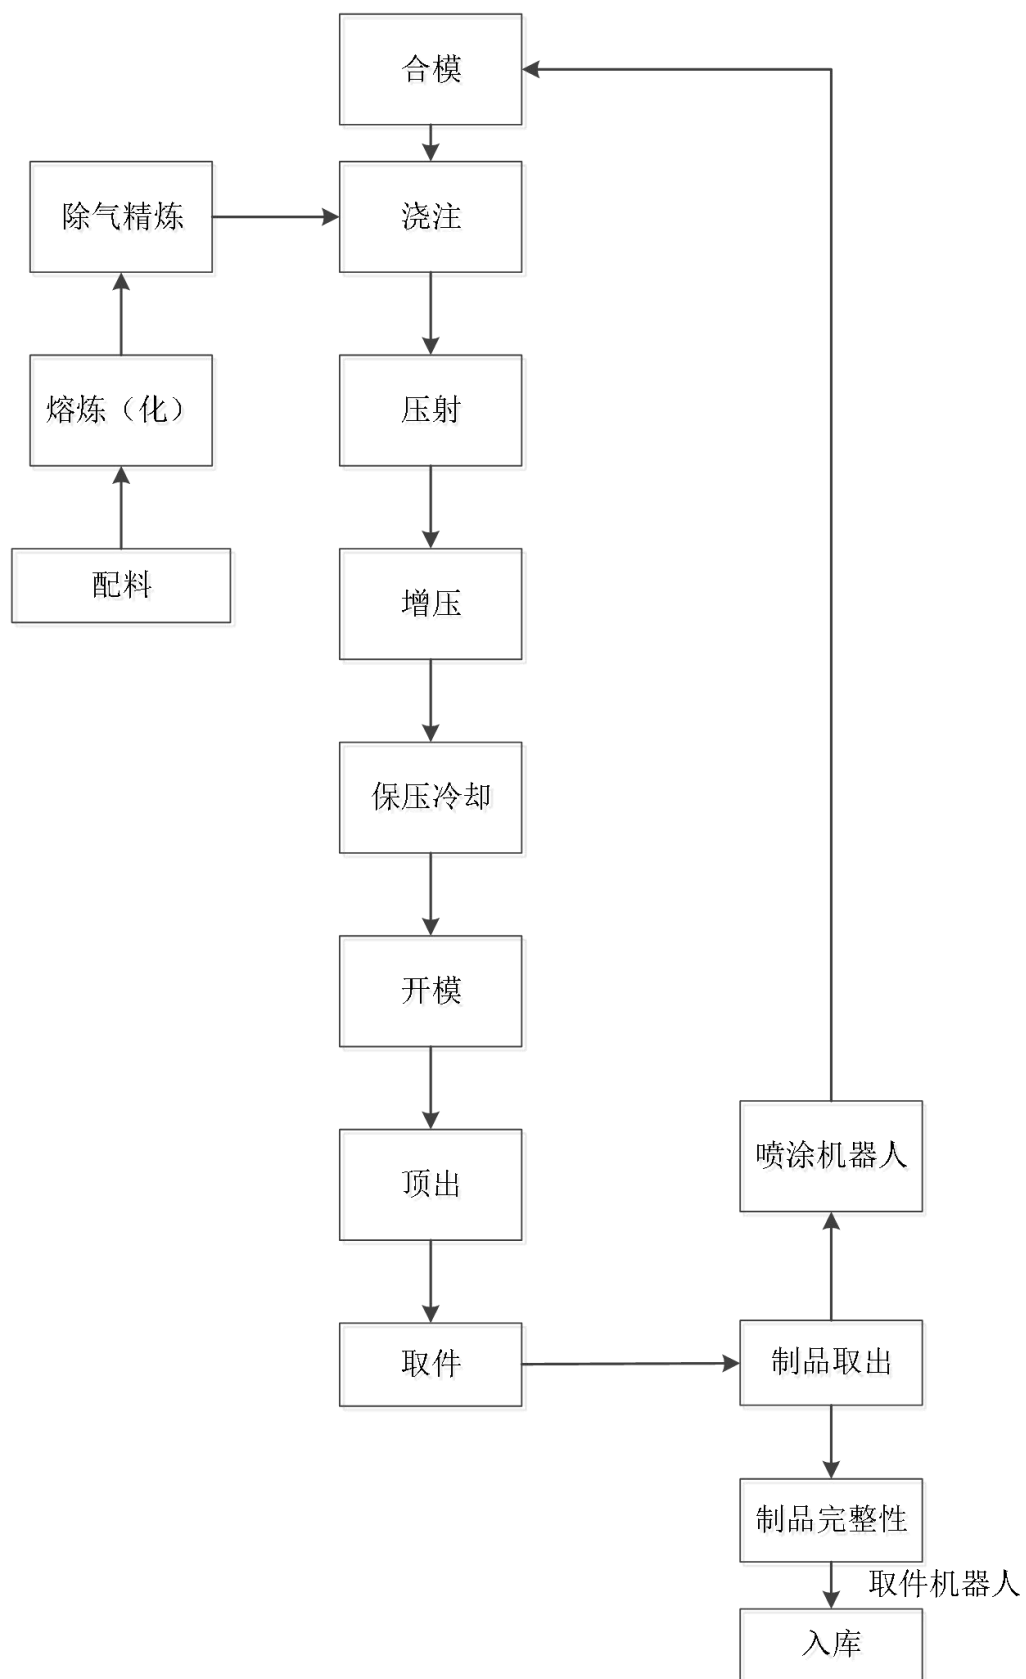 合模
除气精炼
浇注
熔炼（化）
压射
配料
增压
保压冷却
开模
喷涂机器人
顶出
取件
制品取出
制品完整性
取件机器人
入库